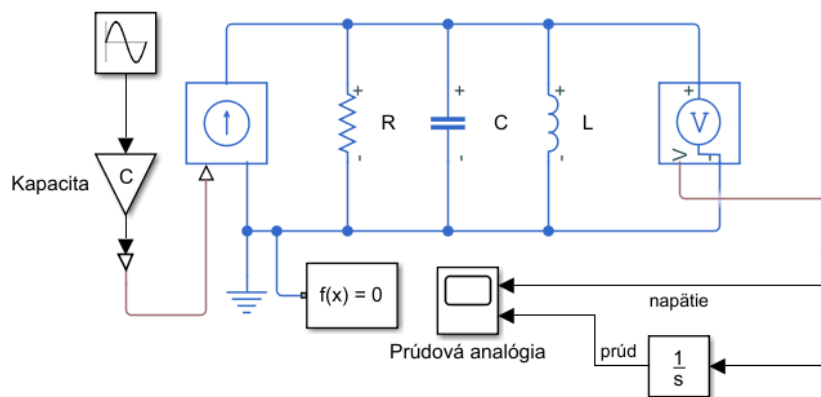 +
+
+
+
R
C
L
V
-
-
-
V
-
Kapacita
C
f(x) = 0
napätie
Prúdová analógia
prúd
1
s